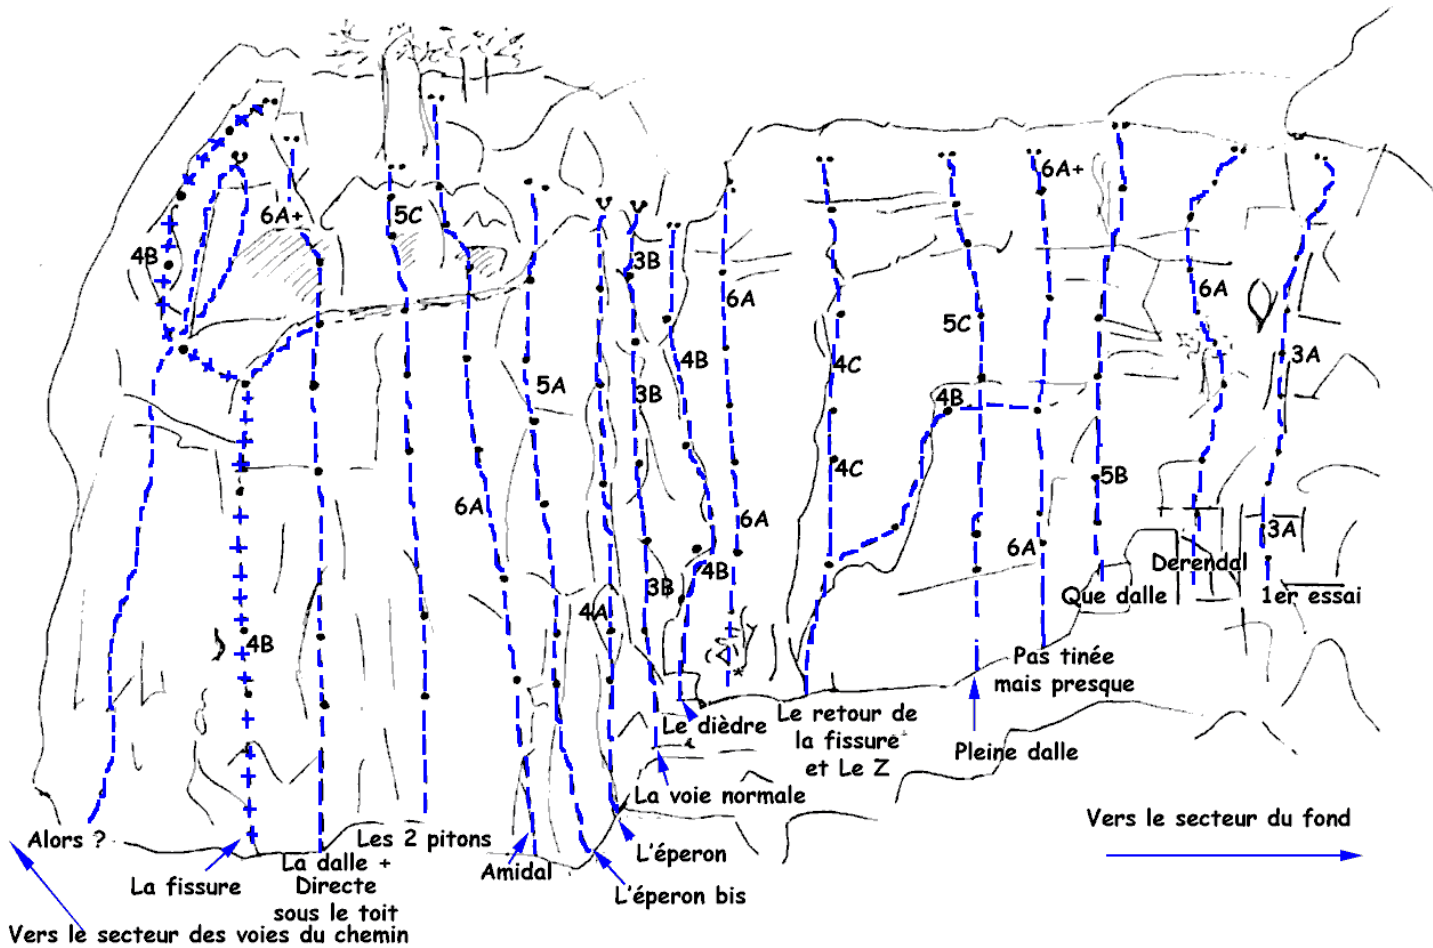 6A+
6A+
5C
4B
3B
6A
6A
5C
4B
4C
3A
5A
3B
4B
4C
5B
6A
6A
3A
6A
4B
3B
4A
4B
Derendal
Que dalle
1er essai
Pas tinée
mais presque
Le dièdre
Le retour de
la fissure
et Le Z
Pleine dalle
La voie normale
Vers le secteur du fond
Alors ?
Les 2 pitons
L'éperon
La dalle +
Directe
sous le toit
Amidal
La fissure
L'éperon bis
Vers le secteur des voies du chemin